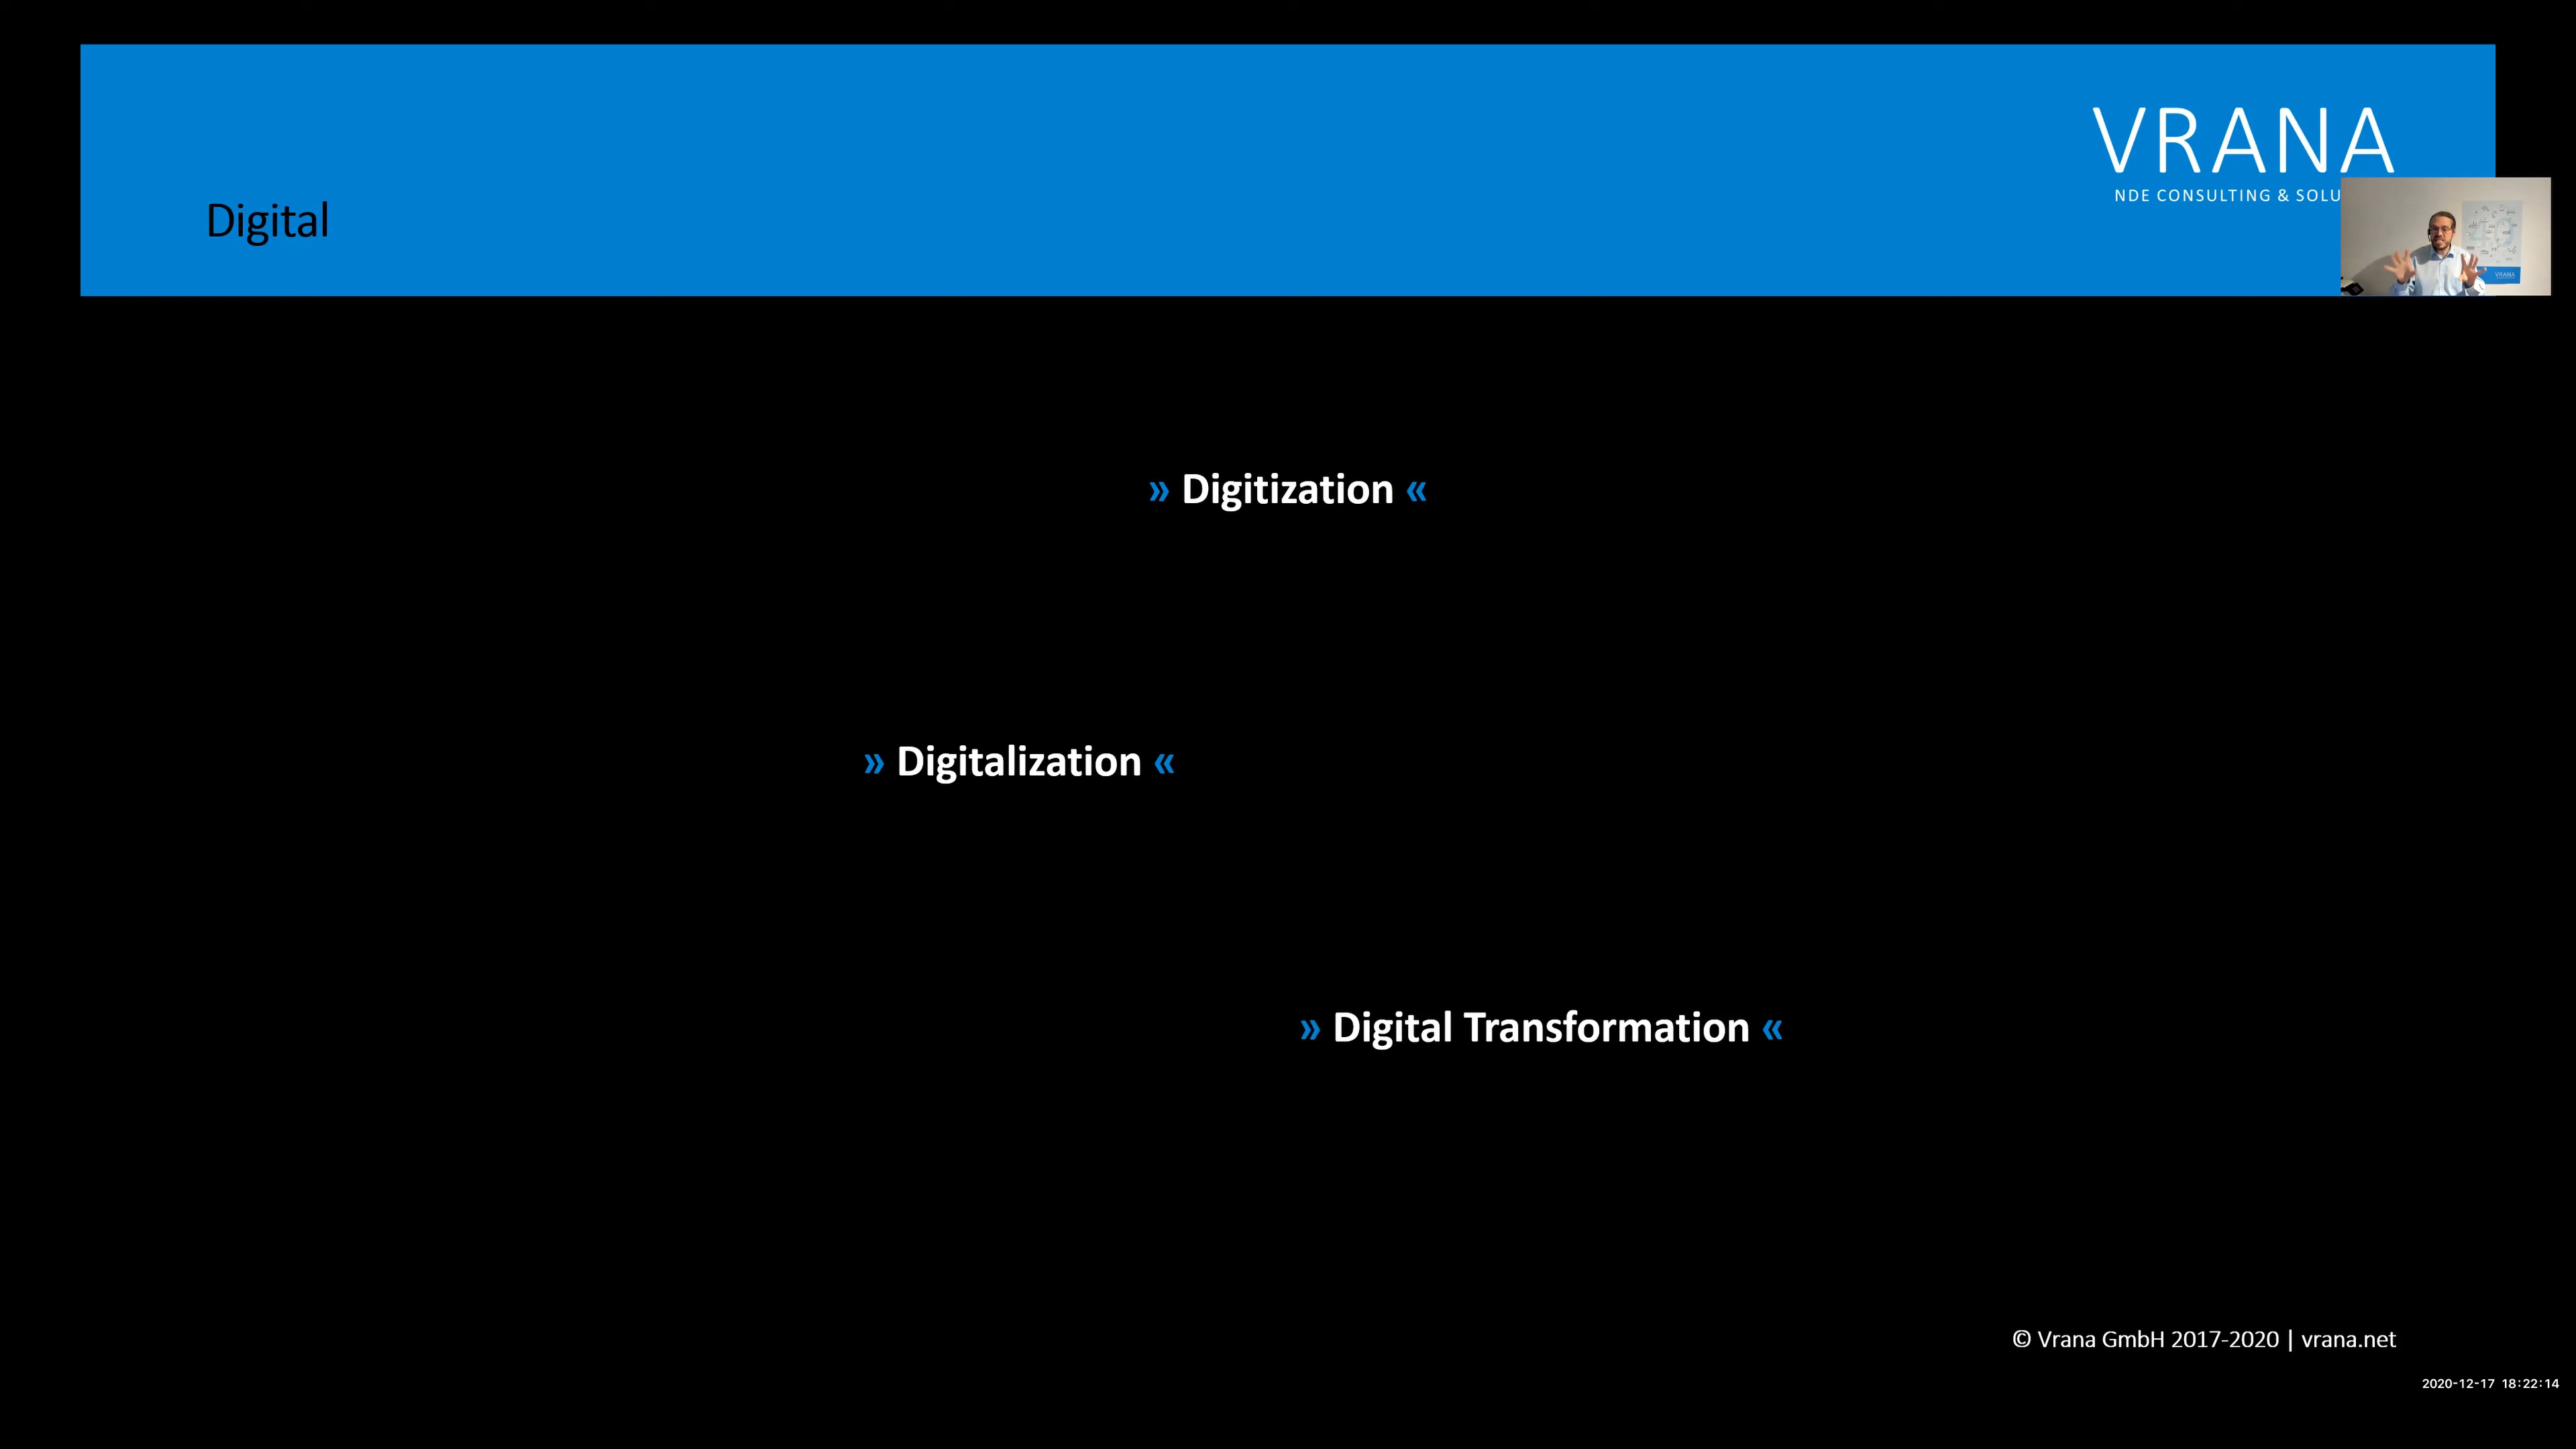 VRANA
NDE CONSULTING & SOLU
Digital
VRANA
» Digitization «
» Digitalization «
» Digital Transformation «
© Vrana GmbH 2017-2020 | vrana.net
2020-12-17 18:22:14